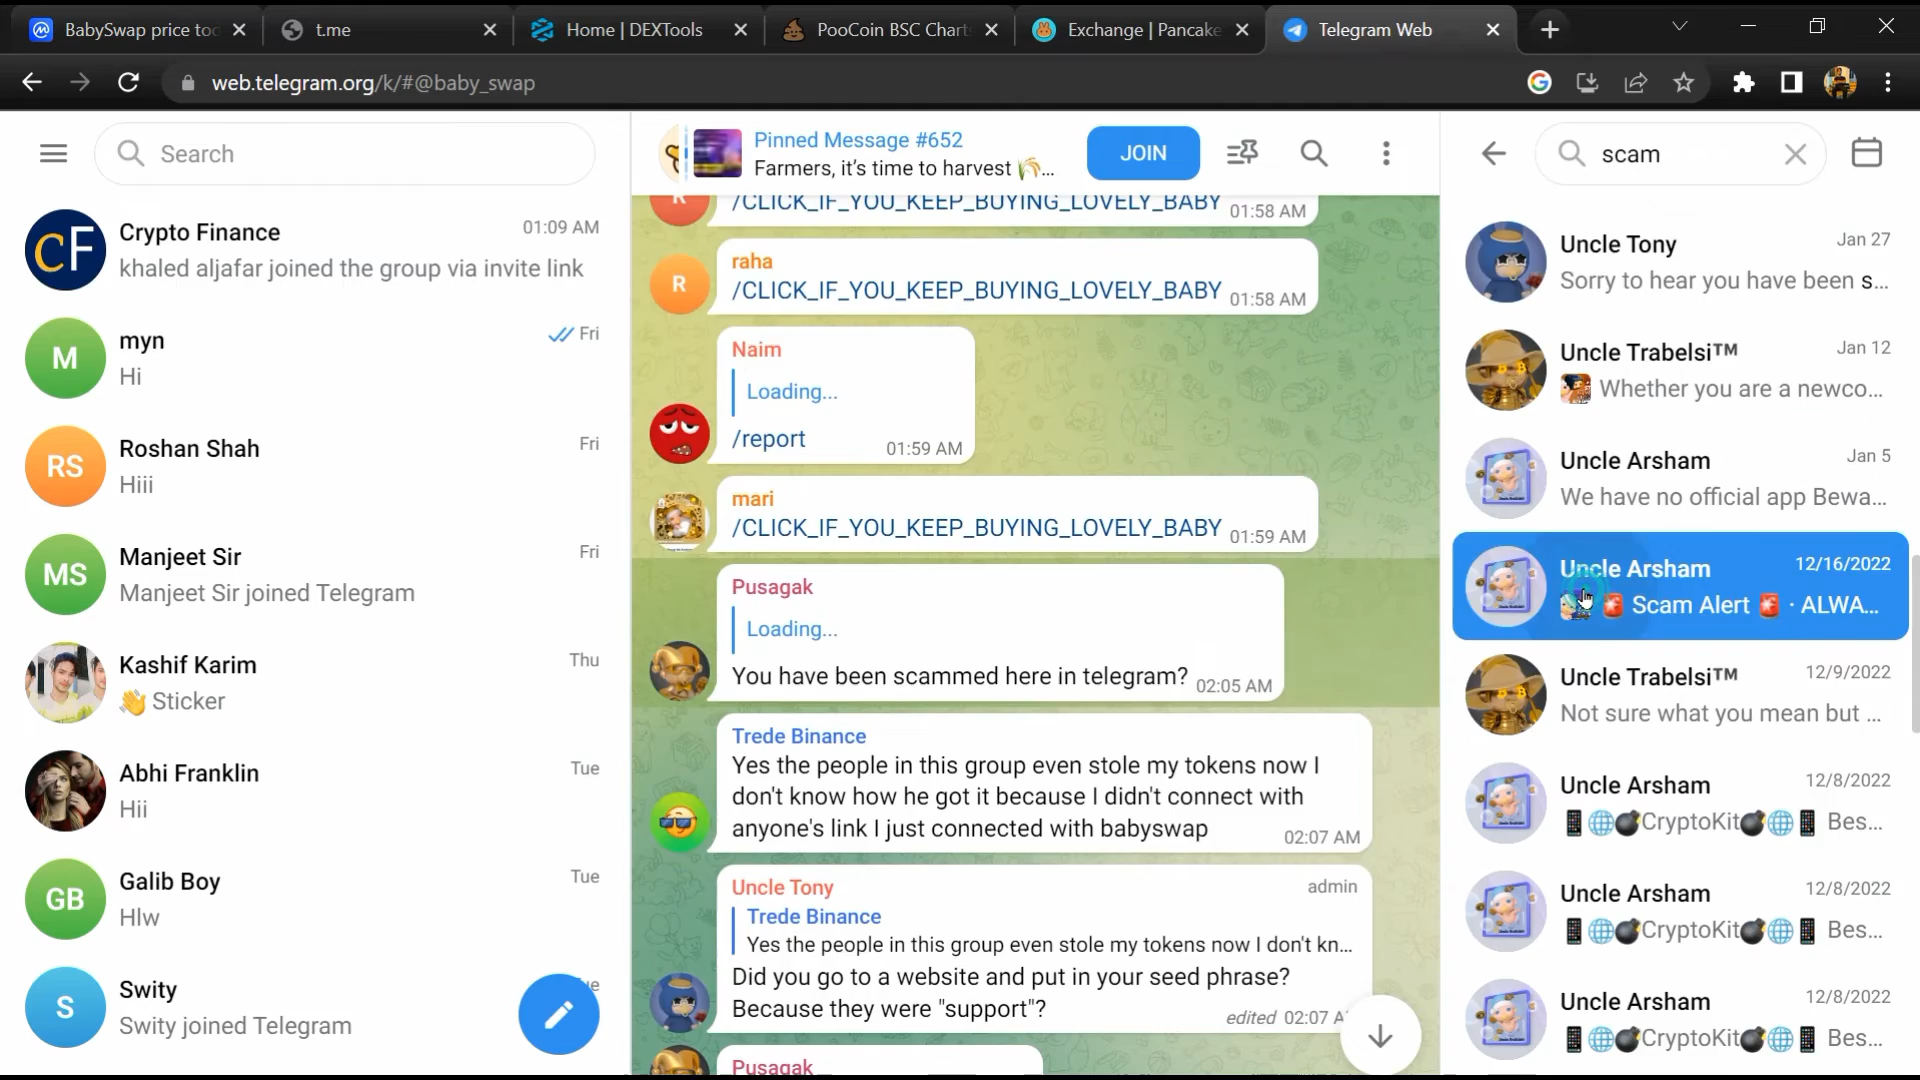 BabySwap price too
t.me
Home | DEXTools
PooCoin BSC Charts
Exchange | Pancake
Telegram Web
web.telegram.org/k/#@baby_swap
Search
Crypto Finance 01:09 AM
khaled aljafar joined the group via invite link
M
myn Fri
Hi
RS
Roshan Shah Fri
Hiii
MS
Manjeet Sir Fri
Manjeet Sir joined Telegram
Kashif Karim Thu
👋 Sticker
Abhi Franklin Tue
Hii
GB
Galib Boy Tue
Hlw
S
Swity
Swity joined Telegram
Pinned Message #652
Farmers, it's time to harvest 🌾...
JOIN
R
/CLICK_IF_YOU_KEEP_BUYING_LOVELY_BABY 01:58 AM
R
raha
/CLICK_IF_YOU_KEEP_BUYING_LOVELY_BABY 01:58 AM
Naim
Loading...
/report 01:59 AM
mari
/CLICK_IF_YOU_KEEP_BUYING_LOVELY_BABY 01:59 AM
Pusagak
Loading...
You have been scammed here in telegram? 02:05 AM
Trede Binance
Yes the people in this group even stole my tokens now I
don't know how he got it because I didn't connect with
anyone's link I just connected with babyswap 02:07 AM
Uncle Tony admin
Trede Binance
Yes the people in this group even stole my tokens now I don't kn...
Did you go to a website and put in your seed phrase?
Because they were "support"? edited 02:07 A
Pusagak
scam
Uncle Tony Jan 27
Sorry to hear you have been s...
Uncle Trabelsi™ Jan 12
Whether you are a newco...
Uncle Arsham Jan 5
We have no official app Bewa...
Uncle Arsham 12/16/2022
🚨 Scam Alert 🚨 · ALWA...
Uncle Trabelsi™ 12/9/2022
Not sure what you mean but ...
Uncle Arsham 12/8/2022
📱🌐💣CryptoKit💣🌐📱 Bes...
Uncle Arsham 12/8/2022
📱🌐💣CryptoKit💣🌐📱 Bes...
Uncle Arsham 12/8/2022
📱🌐💣CryptoKit💣🌐📱 Bes...